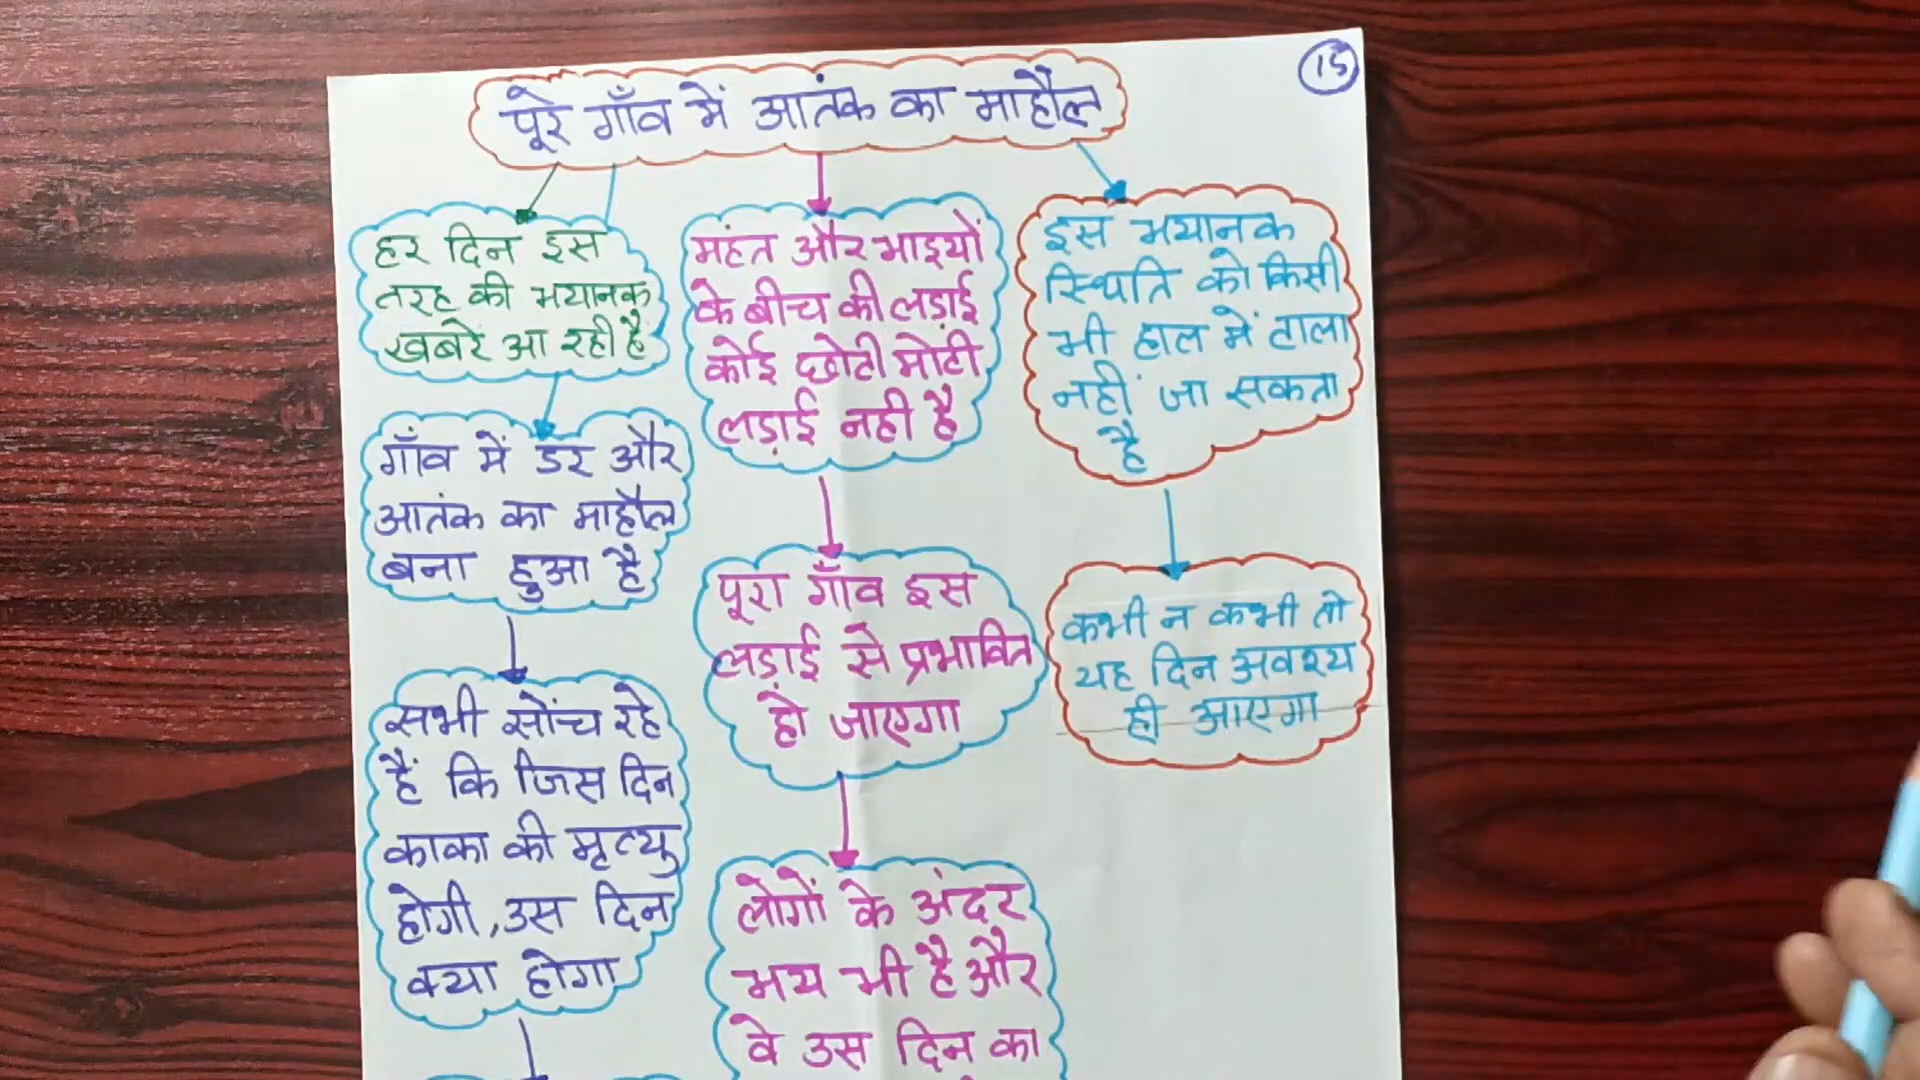 15
पूरे गाँव में आतंक का माहौल
हर दिन इस
तरह की भयानक
खबरे आ रही है
गाँव में डर और
आतंक का माहौल
बना हुआ है
सभी सोंच रहे
हैं कि जिस दिन
काका की मृत्यु
होगी, उस दिन
क्या होगा
महंत और भाइयों
के बीच की लड़ाई
कोई छोटी मोटी
लड़ाई नही है
पूरा गाँव इस
लड़ाई से प्रभावित
हो जाएगा
लोगों के अंदर
भय भी है और
वे उस दिन का
इस भयानक
स्थिति को किसी
भी हाल में टाला
नहीं जा सकता
है
कभी न कभी तो
यह दिन अवश्य
ही आएगा